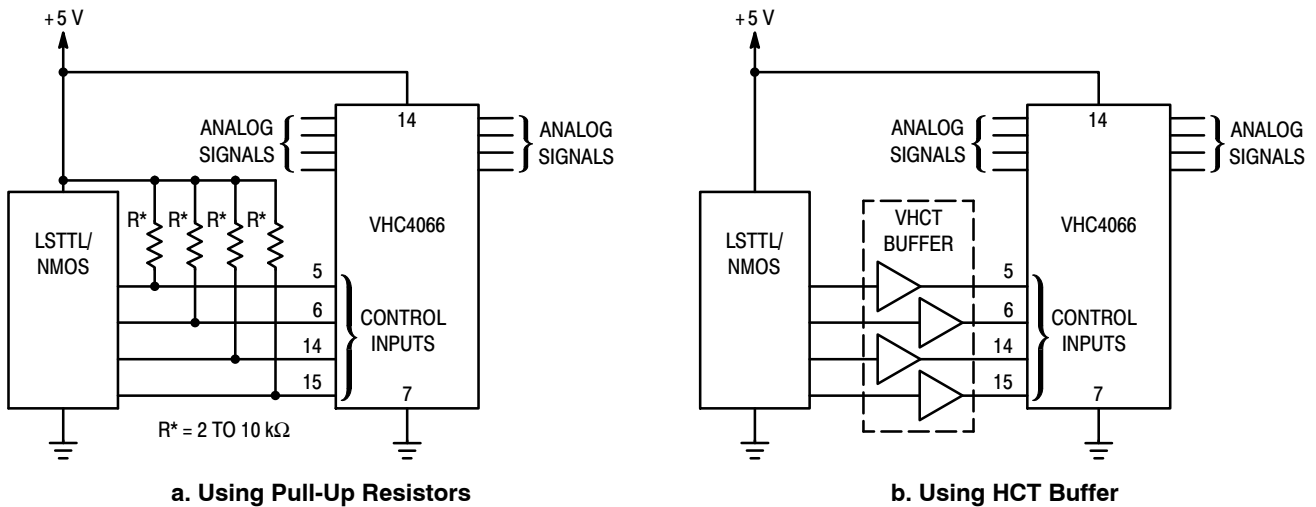 +5 V
ANALOG
SIGNALS
14
ANALOG
SIGNALS
R* R* R* R*
LSTTL/
NMOS
VHC4066
5
6
14
15
CONTROL
INPUTS
7
R* = 2 TO 10 kΩ
a. Using Pull-Up Resistors
+5 V
ANALOG
SIGNALS
14
ANALOG
SIGNALS
LSTTL/
NMOS
VHCT
BUFFER
VHC4066
5
6
14
15
CONTROL
INPUTS
7
b. Using HCT Buffer